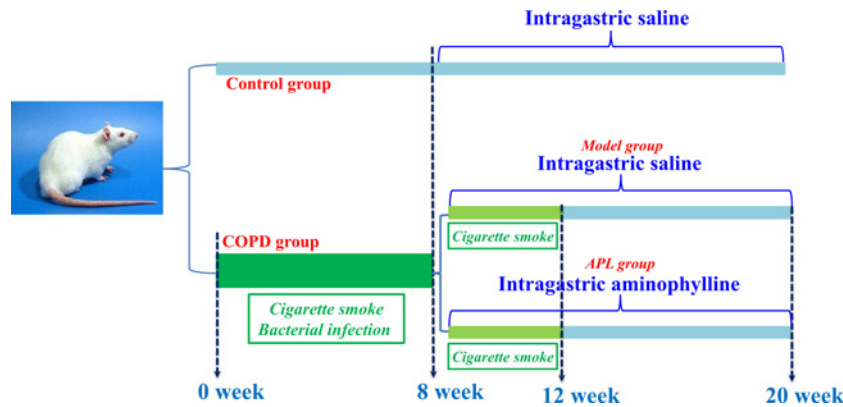 Intragastric saline
Control group
Model group
Intragastric saline
COPD group
Cigarette smoke
APL group
Intragastric aminophylline
Cigarette smoke
Bacterial infection
Cigarette smoke
0 week
8 week
12 week
20 week